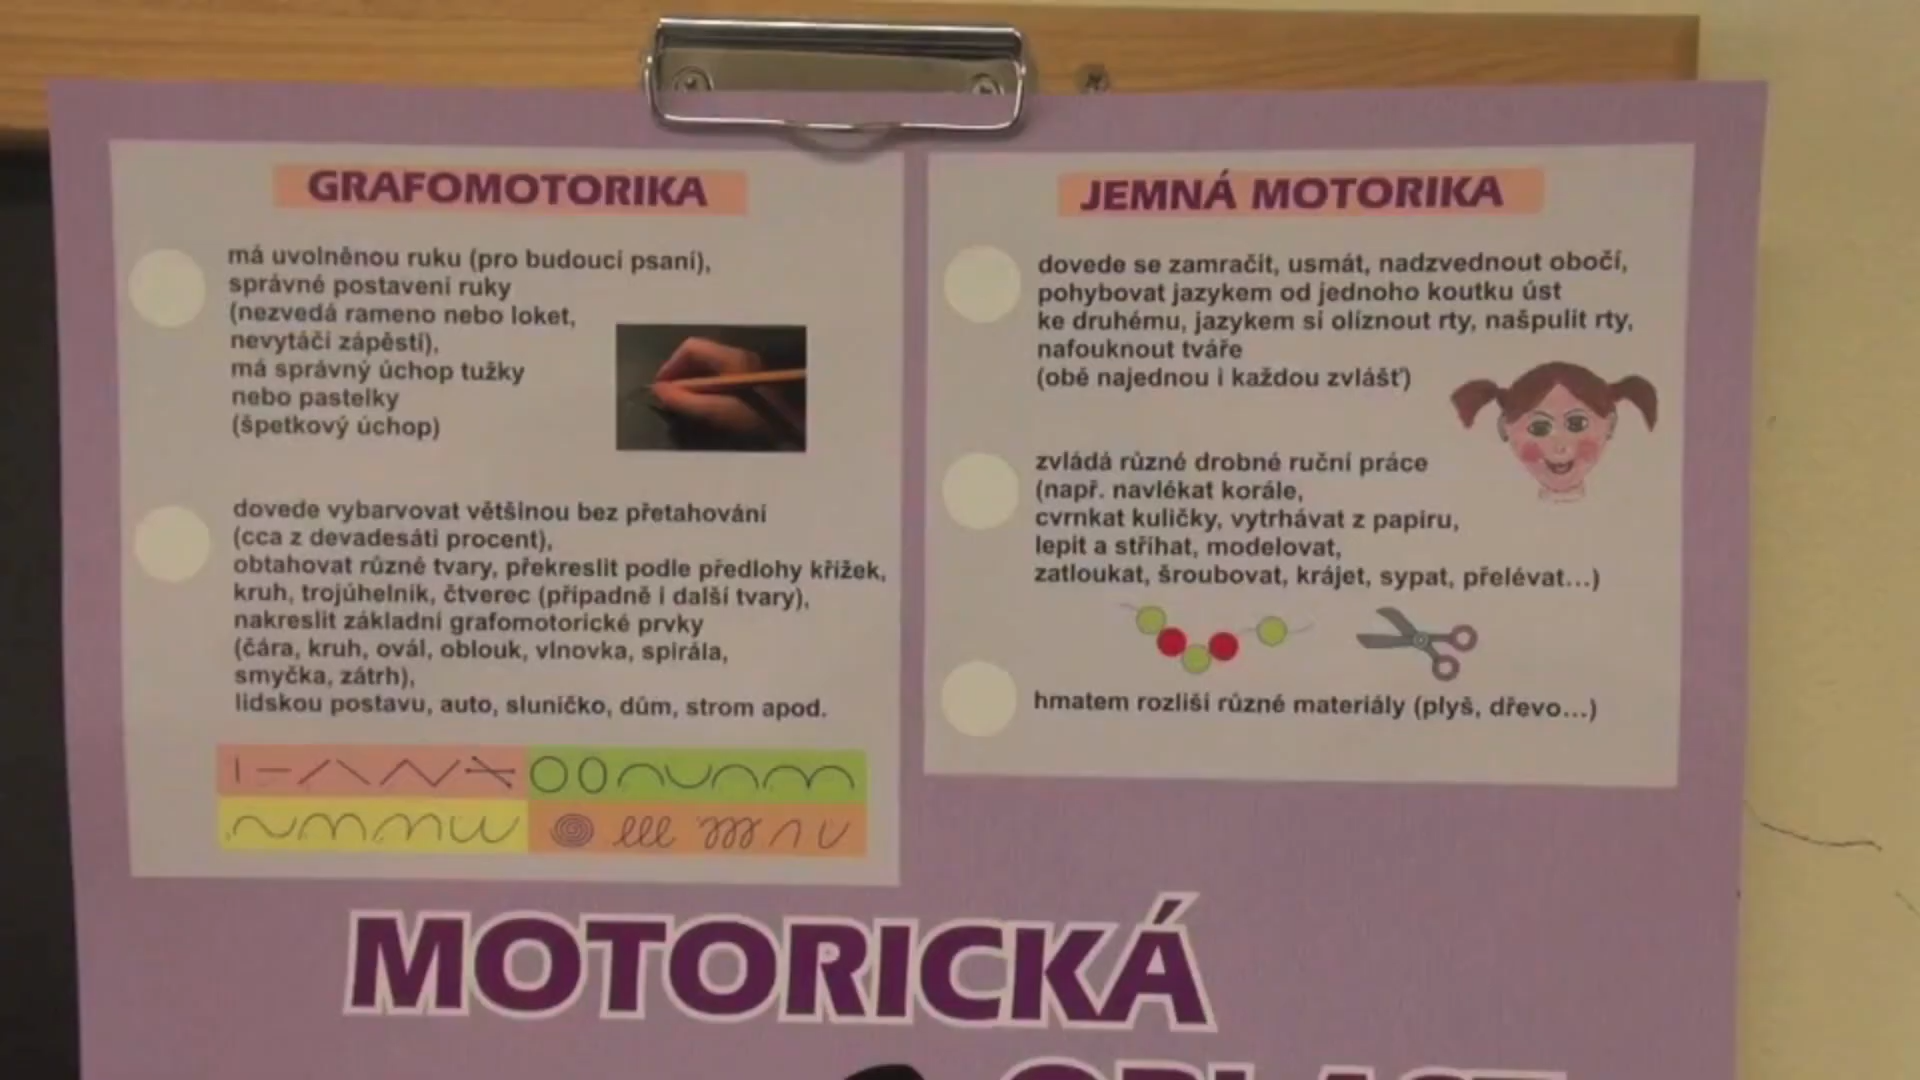 GRAFOMOTORIKA
má uvolněnou ruku (pro budoucí psaní),
správné postavení ruky
(nezvedá rameno nebo loket,
nevytáčí zápěstí),
má správný úchop tužky
nebo pastelky
(špetkový úchop)
dovede vybarvovat většinou bez přetahování
(cca z devadesáti procent),
obtahovat různé tvary, překreslit podle předlohy křížek,
kruh, trojúhelník, čtverec (případně i další tvary),
nakreslit základní grafomotorické prvky
(čára, kruh, ovál, oblouk, vlnovka, spirála,
smyčka, zátrh),
lidskou postavu, auto, sluníčko, dům, strom apod.
JEMNÁ MOTORIKA
dovede se zamračit, usmát, nadzvednout obočí,
pohybovat jazykem od jednoho koutku úst
ke druhému, jazykem si olíznout rty, našpulit rty,
nafouknout tváře
(obě najednou i každou zvlášť)
zvládá různé drobné ruční práce
(např. navlékat korále,
cvrnkat kuličky, vytrhávat z papíru,
lepit a stříhat, modelovat,
zatloukat, šroubovat, krájet, sypat, přelévat...)
hmatem rozliší různé materiály (plyš, dřevo...)
MOTORICKÁ